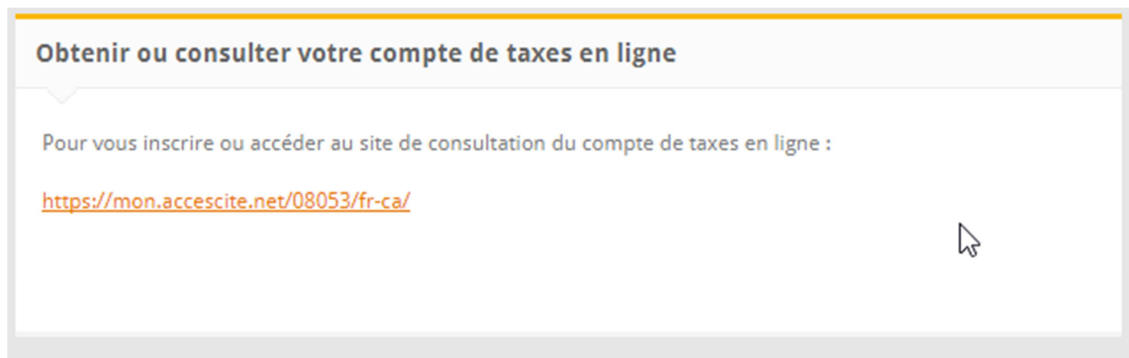 Obtenir ou consulter votre compte de taxes en ligne
Pour vous inscrire ou accéder au site de consultation du compte de taxes en ligne :
https://mon.accescite.net/08053/fr-ca/